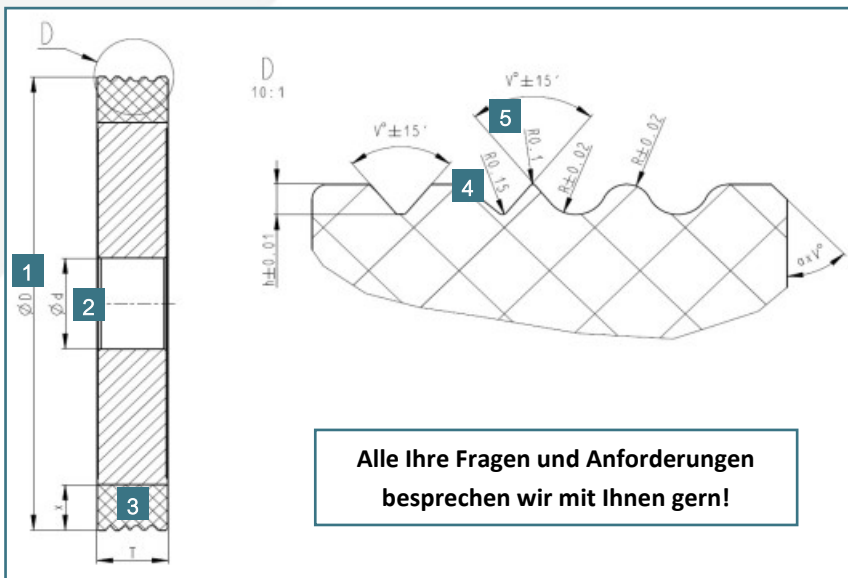 D
D
10:1
V°±15'
V°±15'
5
R0.1
R±0.02
R±0.02
4
R0.15
h±0.01
axV°
1
ØD
2
Ød
3
x
T
Alle Ihre Fragen und Anforderungen
besprechen wir mit Ihnen gern!